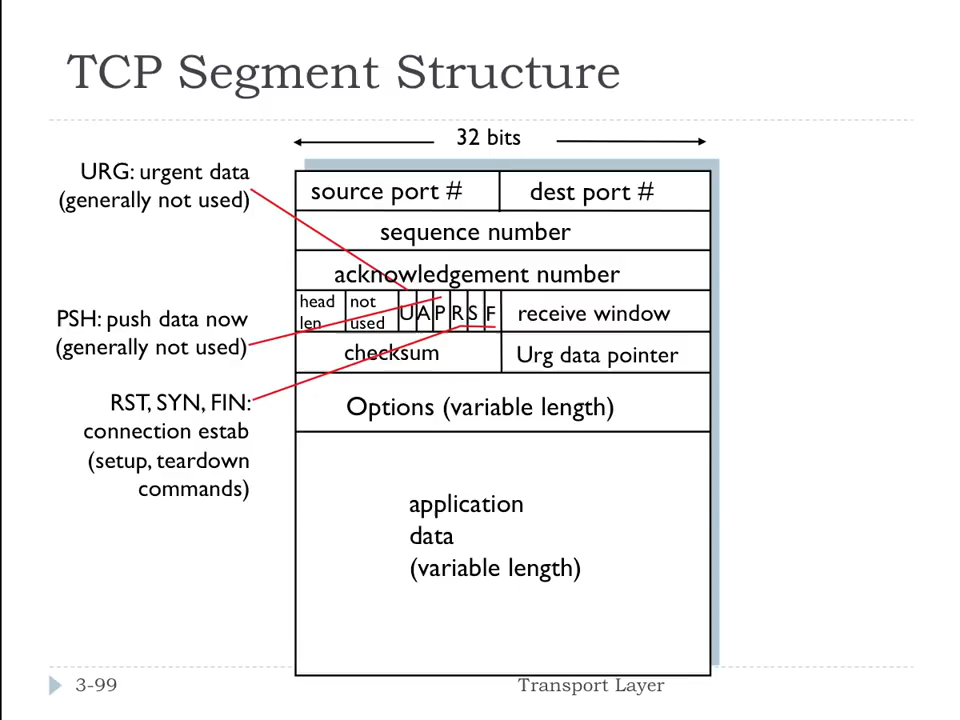 TCP Segment Structure
32 bits
URG: urgent data
(generally not used)
source port #
dest port #
sequence number
acknowledgement number
head
len
not
used
U
A
P
R
S
F
receive window
PSH: push data now
(generally not used)
checksum
Urg data pointer
RST, SYN, FIN:
connection estab
(setup, teardown
commands)
Options (variable length)
application
data
(variable length)
3-99
Transport Layer